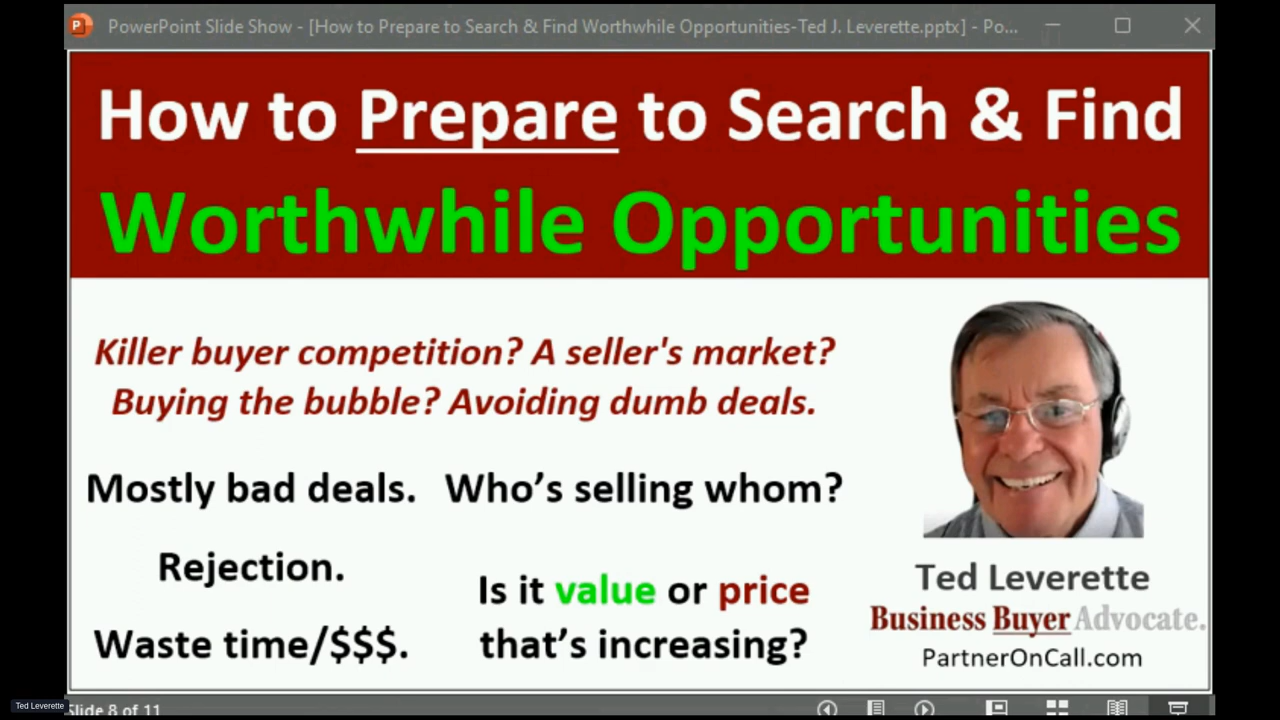 PowerPoint Slide Show - [How to Prepare to Search & Find Worthwhile Opportunities-Ted J. Leverette.pptx] - Po...
How to Prepare to Search & Find
Worthwhile Opportunities
Killer buyer competition? A seller's market?
Buying the bubble? Avoiding dumb deals.
Mostly bad deals. Who’s selling whom?
Rejection.
Is it value or price
that’s increasing?
Waste time/$$$.
Ted Leverette
Business Buyer Advocate.
PartnerOnCall.com
Ted Leverette
Slide 8 of 11